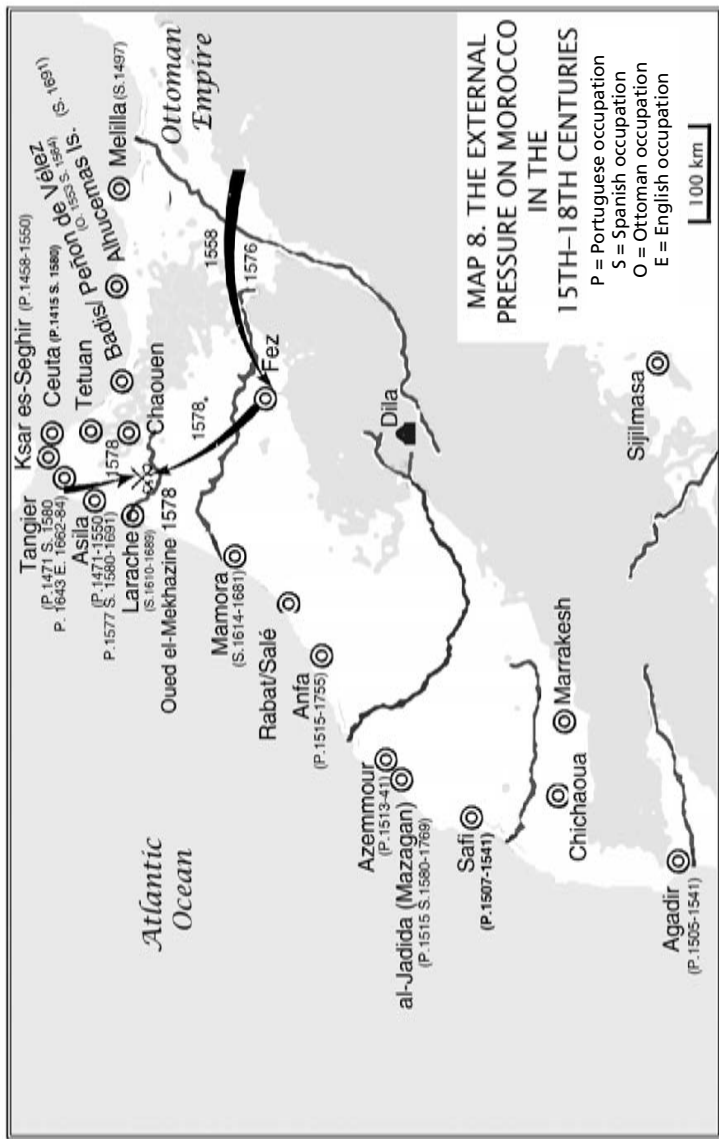 MAP 8. THE EXTERNAL
PRESSURE ON MOROCCO
IN THE
15TH–18TH CENTURIES
P = Portuguese occupation
S = Spanish occupation
O = Ottoman occupation
E = English occupation
100 km
Atlantic
Ocean
Ottoman
Empire
Tangier
(P.1471 S. 1580
P. 1643 E. 1662-84)
Ksar es-Seghir (P.1458-1550)
Ceuta (P.1415 S. 1580)
Tetuan
Badis/ Peñon de Vélez
(O. 1553 S. 1564)
Alhucemas Is. (S. 1691)
Melilla (S.1497)
Asila
(P.1471-1550
P.1577 S. 1580-1691)
1578
Chaouen
Larache
(S.1610-1689)
Oued el-Mekhazine 1578
1578
1558
1576
Fez
Mamora
(S.1614-1681)
Rabat/Salé
Anfa
(P.1515-1755)
Dila
Azemmour
(P.1513-41)
al-Jadida (Mazagan)
(P.1515 S.1580-1769)
Safi
(P.1507-1541)
Chichaoua
Marrakesh
Sijilmasa
Agadir
(P.1505-1541)